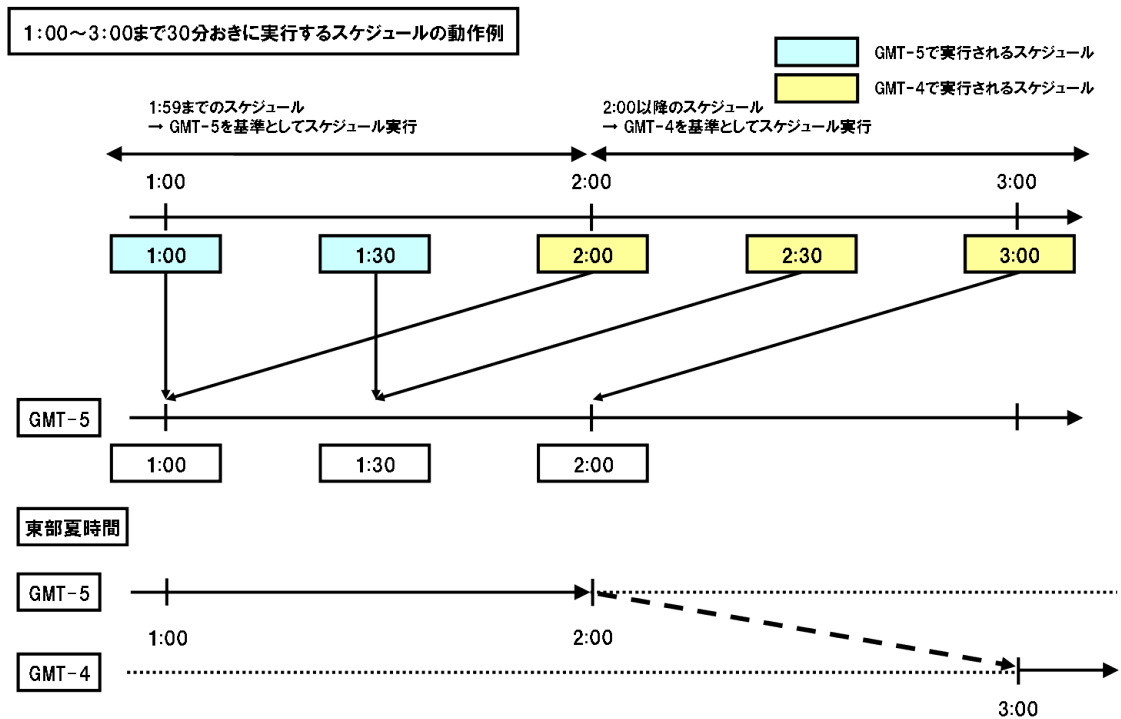 1:00～3:00まで30分おきに実行するスケジュールの動作例
GMT-5で実行されるスケジュール
GMT-4で実行されるスケジュール
1:59までのスケジュール
→ GMT-5を基準としてスケジュール実行
2:00以降のスケジュール
→ GMT-4を基準としてスケジュール実行
1:00 2:00 3:00
1:00 1:30 2:00 2:30 3:00
GMT-5
1:00 1:30 2:00
東部夏時間
GMT-5
1:00 2:00
GMT-4
3:00